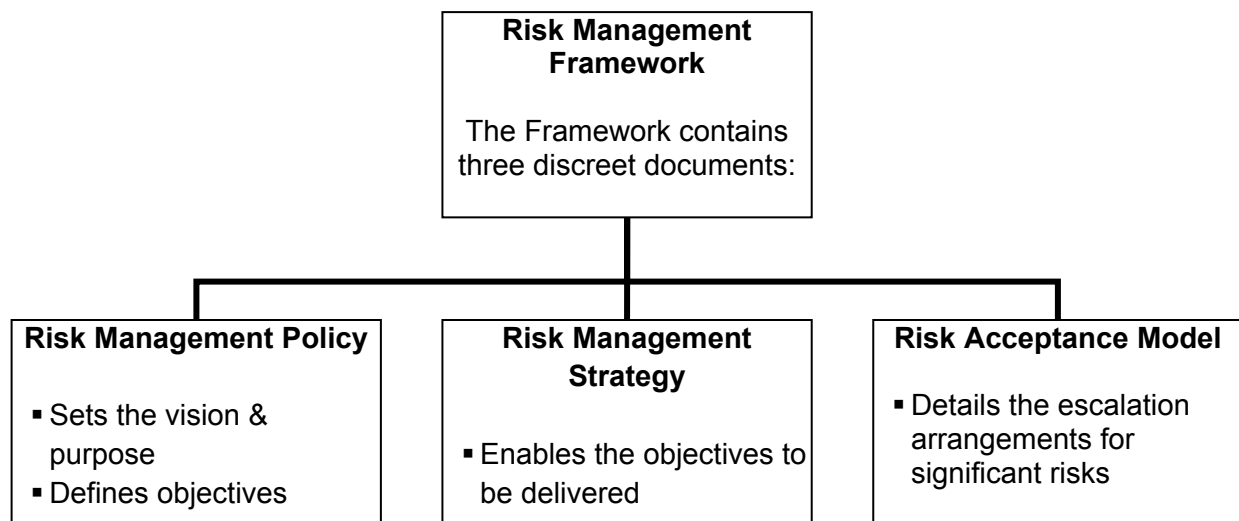 Risk Management
Framework
The Framework contains
three discreet documents:
Risk Management Policy
▪ Sets the vision &
purpose
▪ Defines objectives
Risk Management
Strategy
▪ Enables the objectives to
be delivered
Risk Acceptance Model
▪ Details the escalation
arrangements for
significant risks